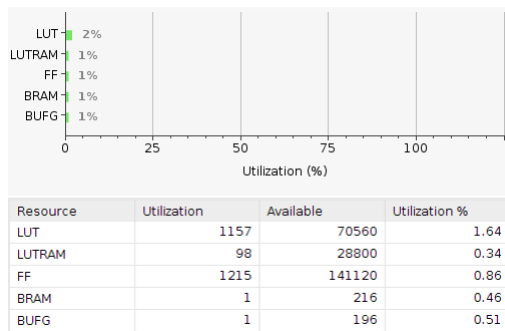 LUT 2%
LUTRAM 1%
FF 1%
BRAM 1%
BUFG 1%
0 25 50 75 100
Utilization (%)
Resource Utilization Available Utilization %
LUT 1157 70560 1.64
LUTRAM 98 28800 0.34
FF 1215 141120 0.86
BRAM 1 216 0.46
BUFG 1 196 0.51